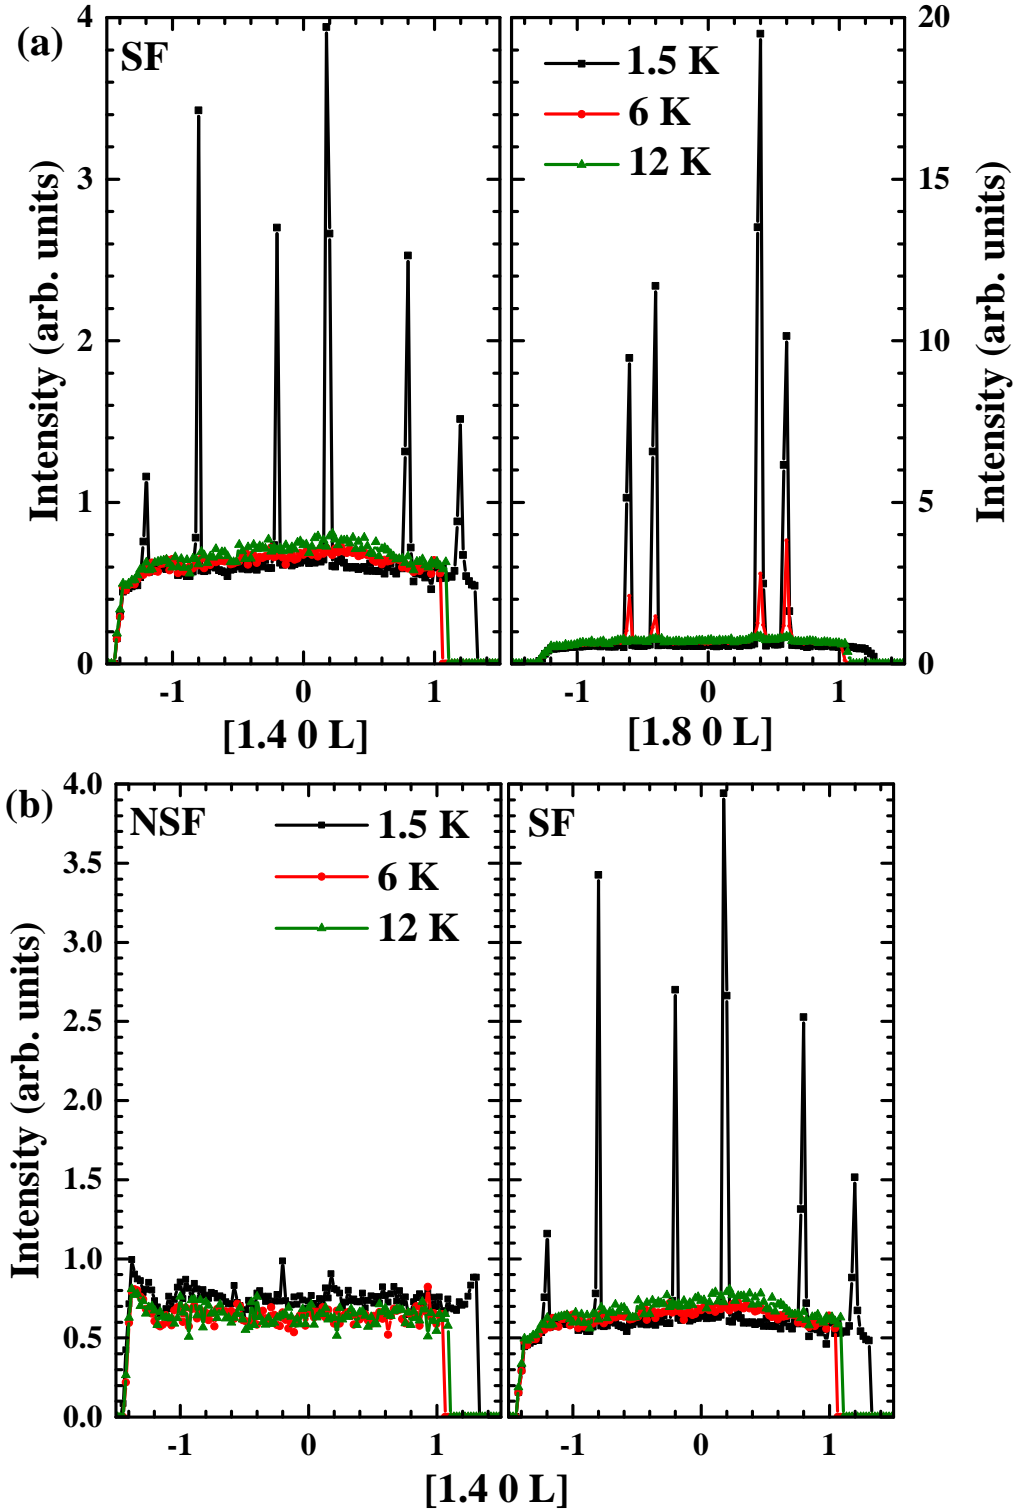 (a)
SF
1.5 K
6 K
12 K
4
3
2
1
0
20
15
10
5
0
Intensity (arb. units)
Intensity (arb. units)
-1 0 1
-1 0 1
[1.4 0 L]
[1.8 0 L]
(b)
NSF
1.5 K
6 K
12 K
SF
4.0
3.5
3.0
2.5
2.0
1.5
1.0
0.5
0.0
Intensity (arb. units)
-1 0 1
-1 0 1
[1.4 0 L]